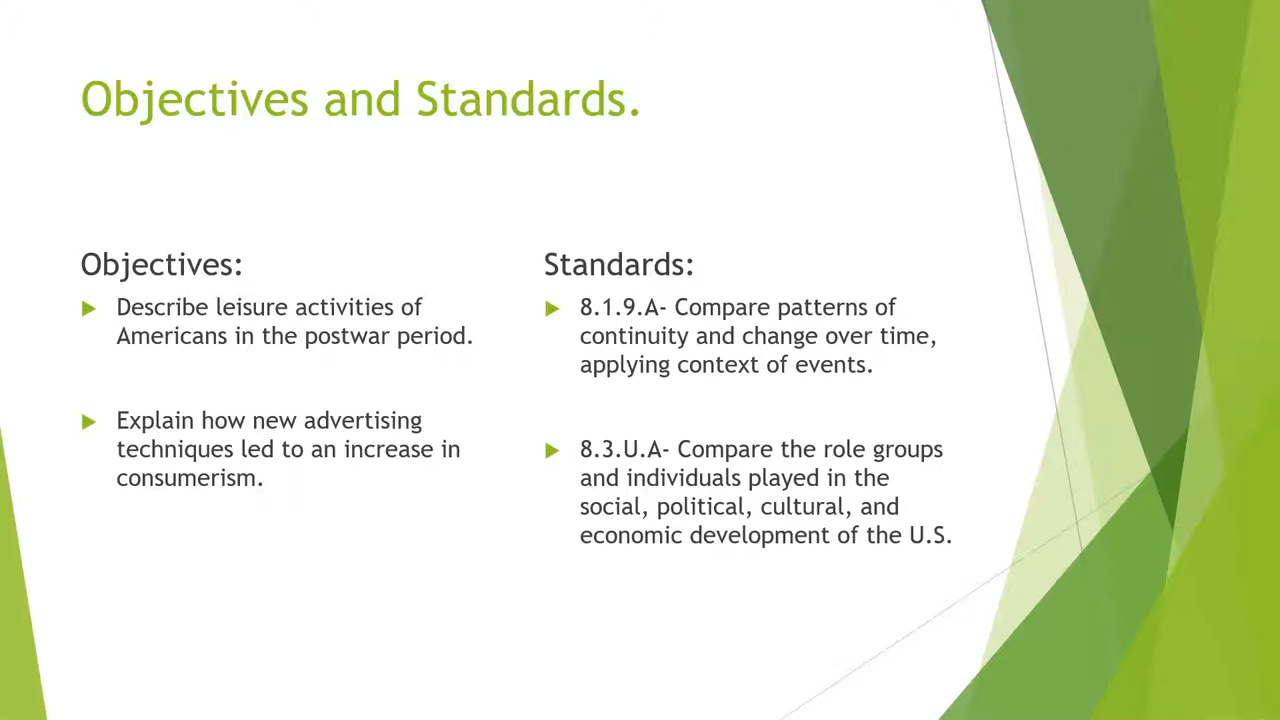 Objectives and Standards.
Objectives:
Describe leisure activities of
Americans in the postwar period.
Explain how new advertising
techniques led to an increase in
consumerism.
Standards:
8.1.9.A- Compare patterns of
continuity and change over time,
applying context of events.
8.3.U.A- Compare the role groups
and individuals played in the
social, political, cultural, and
economic development of the U.S.